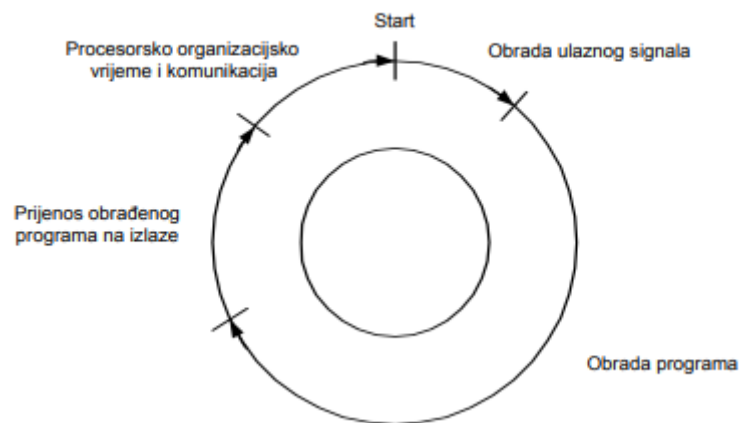 Start
Obrada ulaznog signala
Obrada programa
Prijenos obrađenog
programa na izlaze
Procesorsko organizacijsko
vrijeme i komunikacija